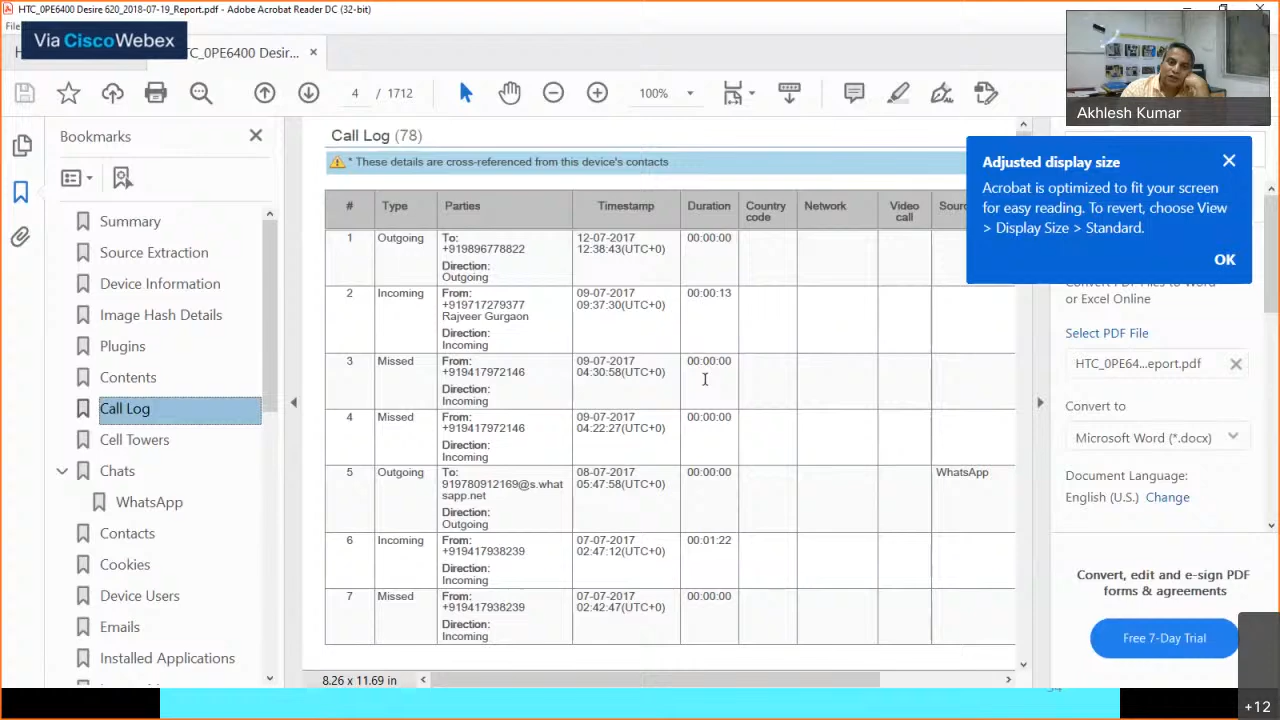 HTC_0PE6400 Desire 620_2018-07-19_Report.pdf - Adobe Acrobat Reader DC (32-bit)
Via Cisco Webex
TC_0PE6400 Desir...
4 / 1712
100%
Akhlesh Kumar
Bookmarks
Summary
Source Extraction
Device Information
Image Hash Details
Plugins
Contents
Call Log
Cell Towers
Chats
WhatsApp
Contacts
Cookies
Device Users
Emails
Installed Applications
Call Log (78)
* These details are cross-referenced from this device's contacts
# Type Parties Timestamp Duration Country code Network Video call
1 Outgoing To: +919896778822 Direction: Outgoing 12-07-2017 12:38:43(UTC+0) 00:00:00
2 Incoming From: +919717279377 Rajveer Gurgaon Direction: Incoming 09-07-2017 09:37:30(UTC+0) 00:00:13
3 Missed From: +919417972146 Direction: Incoming 09-07-2017 04:30:58(UTC+0) 00:00:00
4 Missed From: +919417972146 Direction: Incoming 09-07-2017 04:22:27(UTC+0) 00:00:00
5 Outgoing To: 919780912169@s.whatsapp.net Direction: Outgoing 08-07-2017 05:47:58(UTC+0) 00:00:00 WhatsApp
6 Incoming From: +919417938239 Direction: Incoming 07-07-2017 02:47:12(UTC+0) 00:01:22
7 Missed From: +919417938239 Direction: Incoming 07-07-2017 02:42:47(UTC+0) 00:00:00
8.26 x 11.69 in
Adjusted display size
Acrobat is optimized to fit your screen
for easy reading. To revert, choose View
> Display Size > Standard.
OK
or Excel Online
Select PDF File
HTC_0PE64...eport.pdf
Convert to
Microsoft Word (*.docx)
Document Language:
English (U.S.) Change
Convert, edit and e-sign PDF
forms & agreements
Free 7-Day Trial
+12